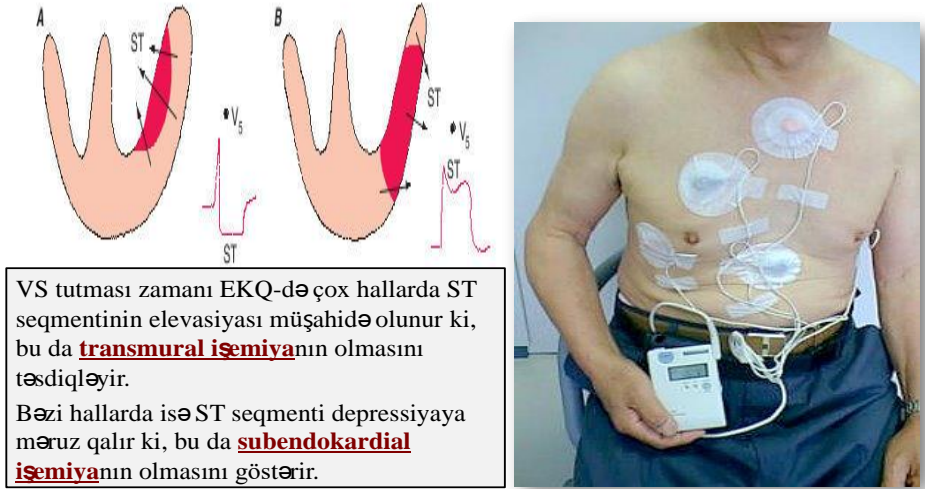 A
ST
V5
ST
B
ST
V5
ST
VS tutması zamanı EKQ-də çox hallarda ST
seqmentinin elevasiyası müşahidə olunur ki,
bu da transmural işemiyanın olmasını
təsdiqləyir.
Bəzi hallarda isə ST seqmenti depressiyaya
məruz qalır ki, bu da subendokardial
işemiyanın olmasını göstərir.